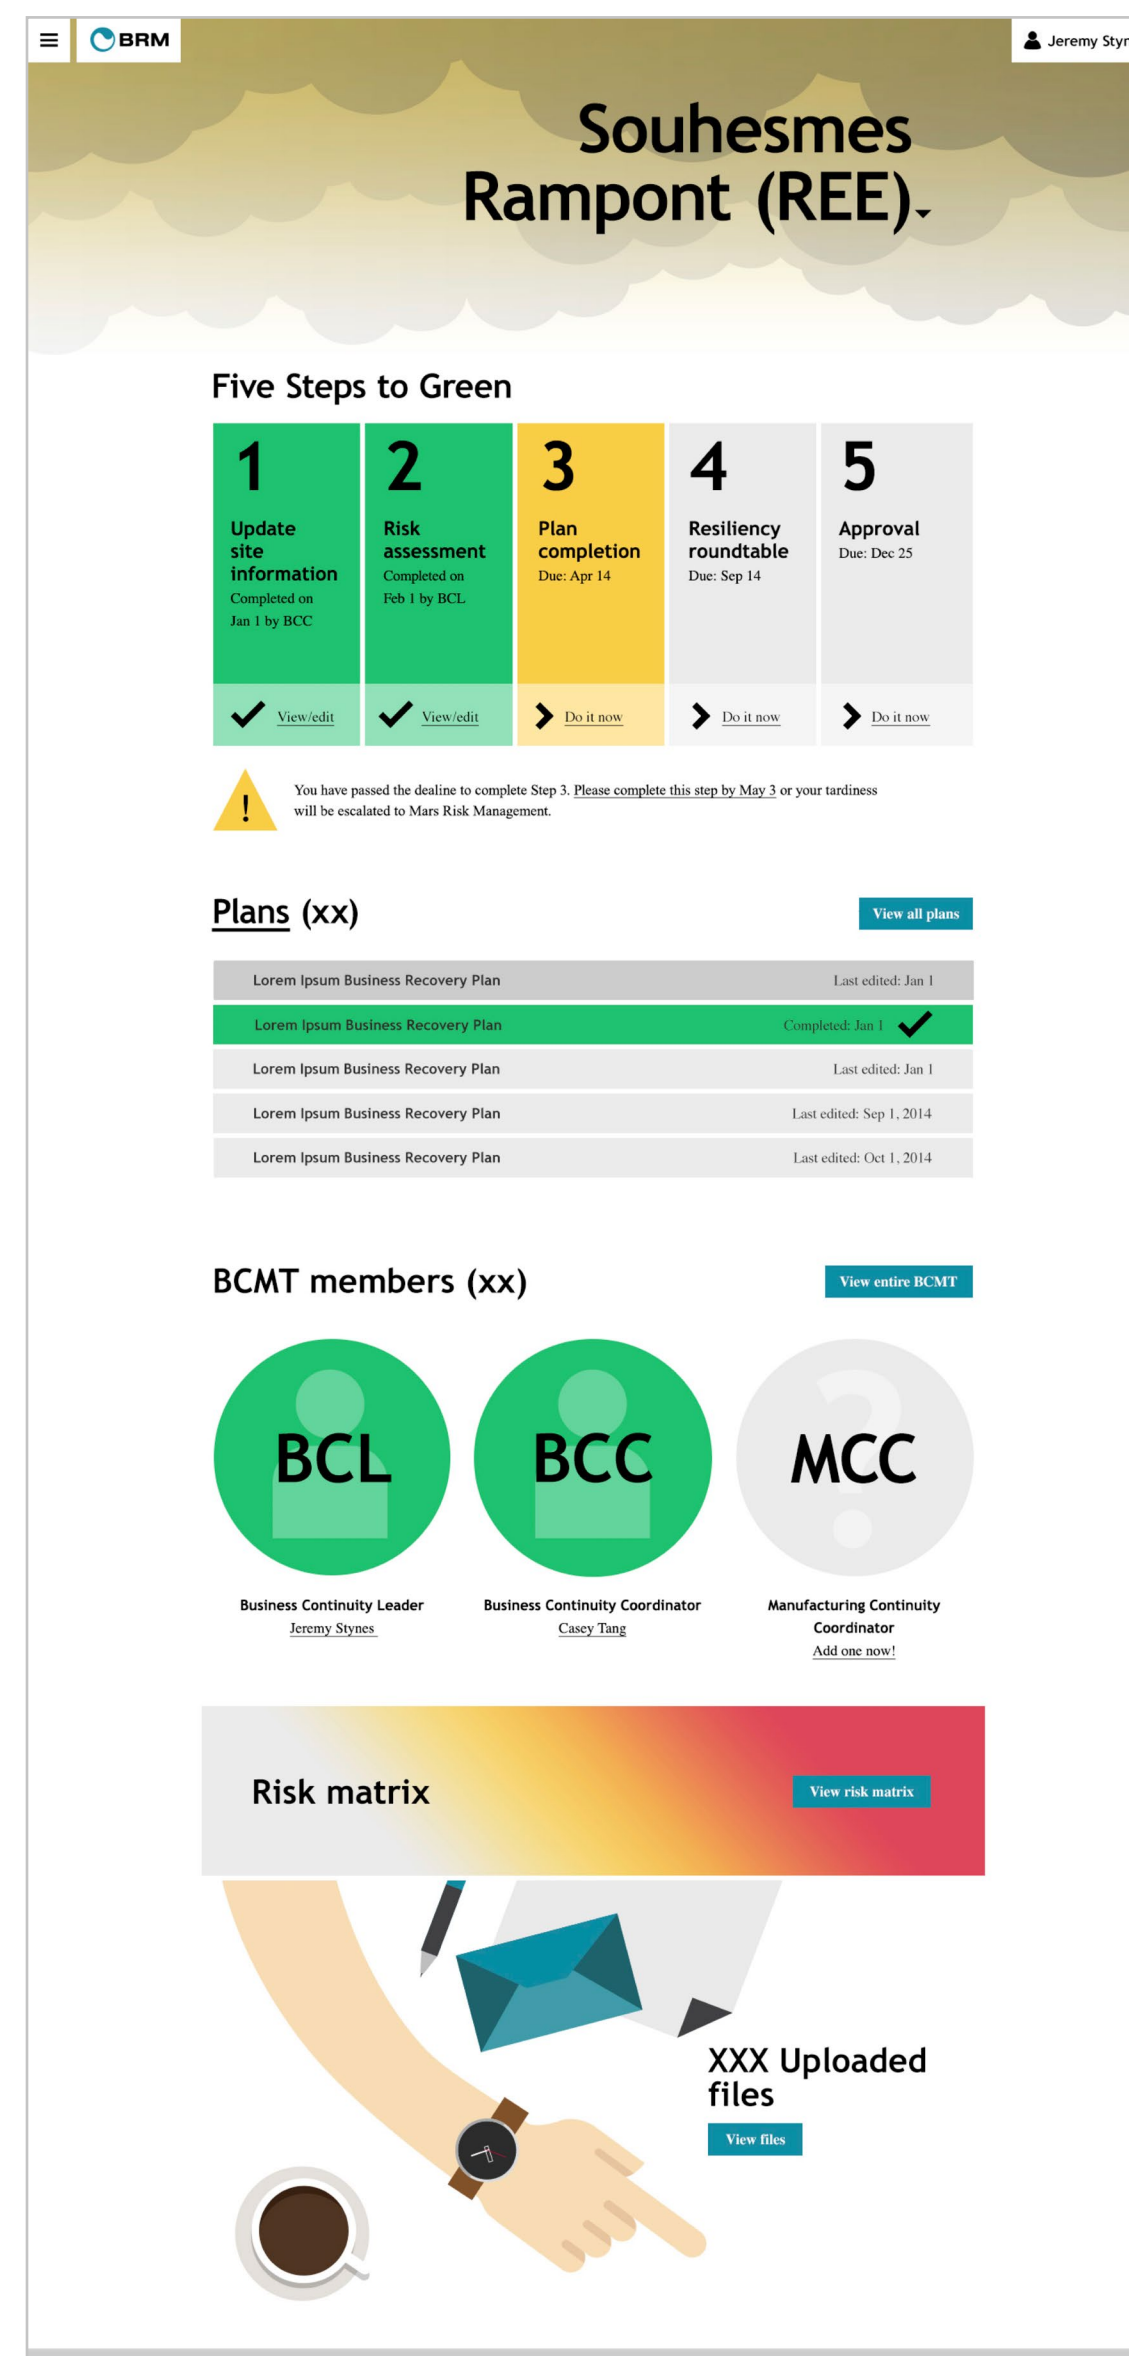 BRM
Jeremy Styn
Souhesmes
Rampont (REE)
Five Steps to Green
1
Update
site
information
Completed on
Jan 1 by BCC
View/edit
2
Risk
assessment
Completed on
Feb 1 by BCL
View/edit
3
Plan
completion
Due: Apr 14
Do it now
4
Resiliency
roundtable
Due: Sep 14
Do it now
5
Approval
Due: Dec 25
Do it now
!
You have passed the dealine to complete Step 3. Please complete this step by May 3 or your tardiness
will be escalated to Mars Risk Management.
Plans (xx)
View all plans
Lorem Ipsum Business Recovery Plan Last edited: Jan 1
Lorem Ipsum Business Recovery Plan Completed: Jan 1
Lorem Ipsum Business Recovery Plan Last edited: Jan 1
Lorem Ipsum Business Recovery Plan Last edited: Sep 1, 2014
Lorem Ipsum Business Recovery Plan Last edited: Oct 1, 2014
BCMT members (xx)
View entire BCMT
BCL
Business Continuity Leader
Jeremy Stynes
BCC
Business Continuity Coordinator
Casey Tang
?
MCC
Manufacturing Continuity
Coordinator
Add one now!
Risk matrix
View risk matrix
XXX Uploaded
files
View files